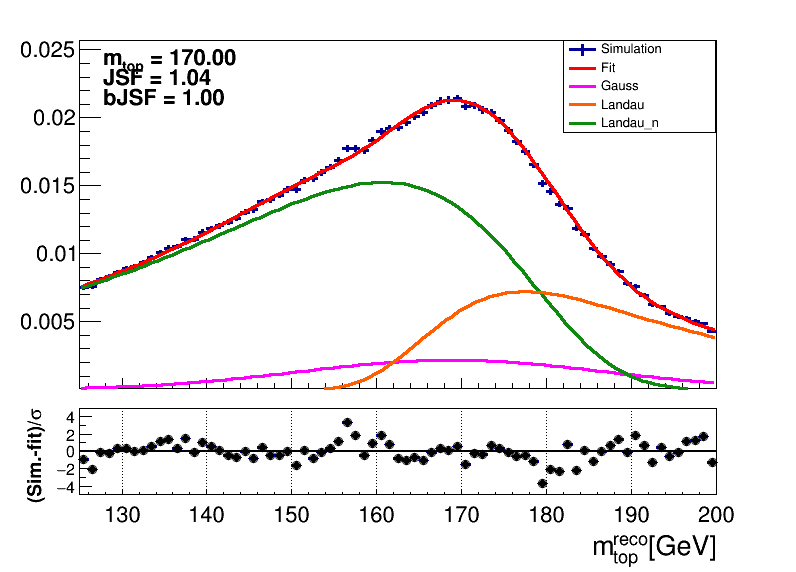 0.025
0.02
0.015
0.01
0.005
m_top = 170.00
JSF = 1.04
bJSF = 1.00
Simulation
Fit
Gauss
Landau
Landau_n
(Sim.-fit)/σ
4
2
0
−2
−4
130 140 150 160 170 180 190 200
m_top^reco[GeV]